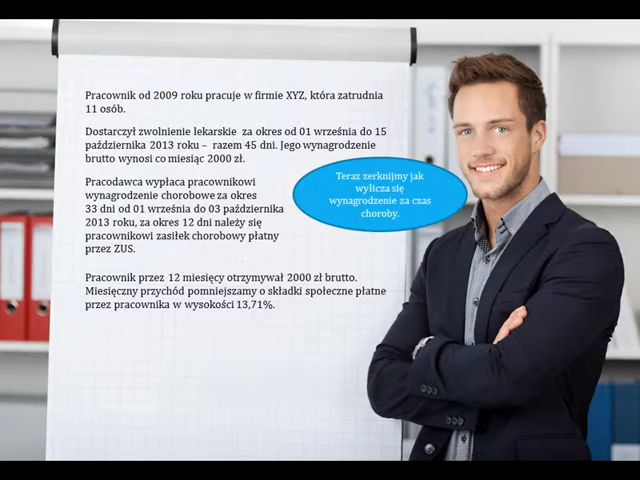 Pracownik od 2009 roku pracuje w firmie XYZ, która zatrudnia
11 osób.
Dostarczył zwolnienie lekarskie za okres od 01 września do 15
października 2013 roku – razem 45 dni. Jego wynagrodzenie
brutto wynosi co miesiąc 2000 zł.
Pracodawca wypłaca pracownikowi
wynagrodzenie chorobowe za okres
33 dni od 01 września do 03 października
2013 roku, za okres 12 dni należy się
pracownikowi zasiłek chorobowy płatny
przez ZUS.
Teraz zerknijmy jak
wylicza się
wynagrodzenie za czas
choroby.
Pracownik przez 12 miesięcy otrzymywał 2000 zł brutto.
Miesięczny przychód pomniejszamy o składki społeczne płatne
przez pracownika w wysokości 13,71%.